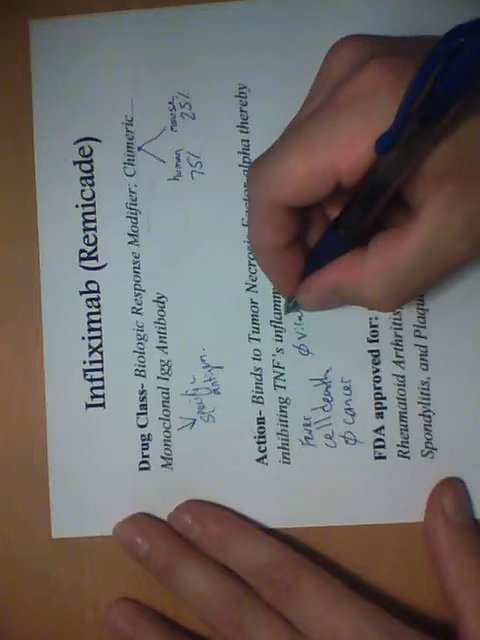 Infliximab (Remicade)
Drug Class- Biologic Response Modifier; Chimeric
human mouse
75% 25%
Monoclonal Igg Antibody
specific
antigen.
Action- Binds to Tumor Necrosis Factor-alpha thereby
inhibiting TNF's inflamm
Fever
cell death
Ø cancer
Ø vir
FDA approved for:
Rheumatoid Arthritis
Spondylitis, and Plaqu